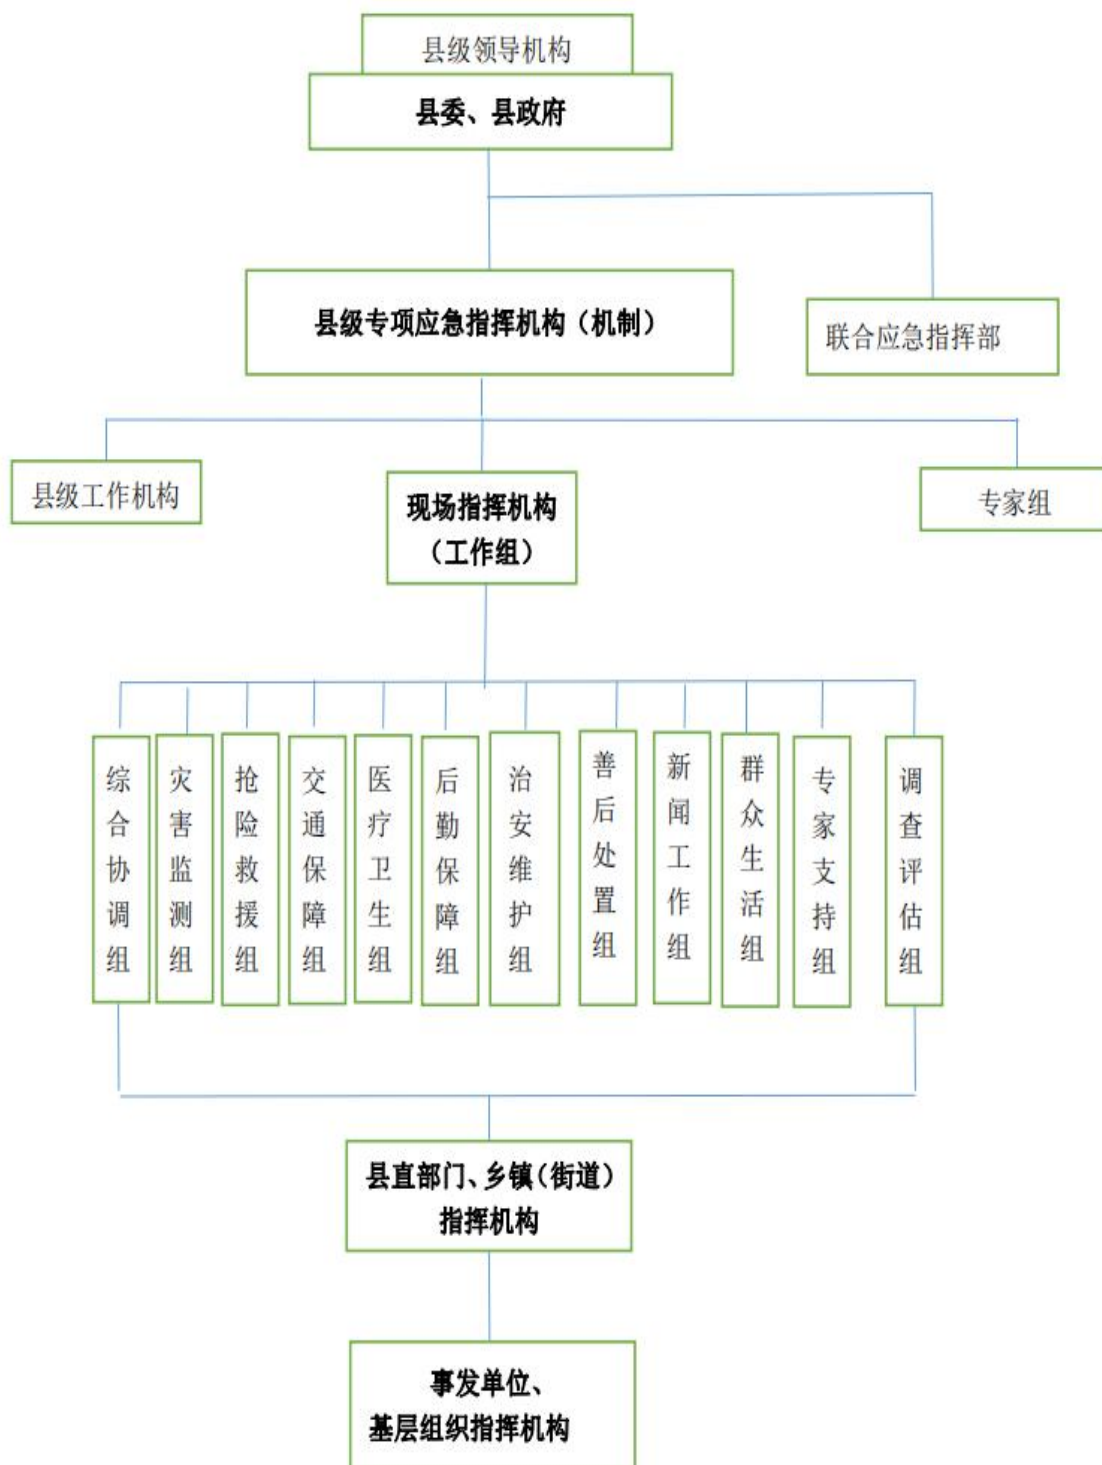 县级领导机构
县委、县政府
县级专项应急指挥机构（机制）
联合应急指挥部
县级工作机构
现场指挥机构
（工作组）
专家组
综合协调组
灾害监测组
抢险救援组
交通保障组
医疗卫生组
后勤保障组
治安维护组
善后处置组
新闻工作组
群众生活组
专家支持组
调查评估组
县直部门、乡镇（街道）
指挥机构
事发单位、
基层组织指挥机构